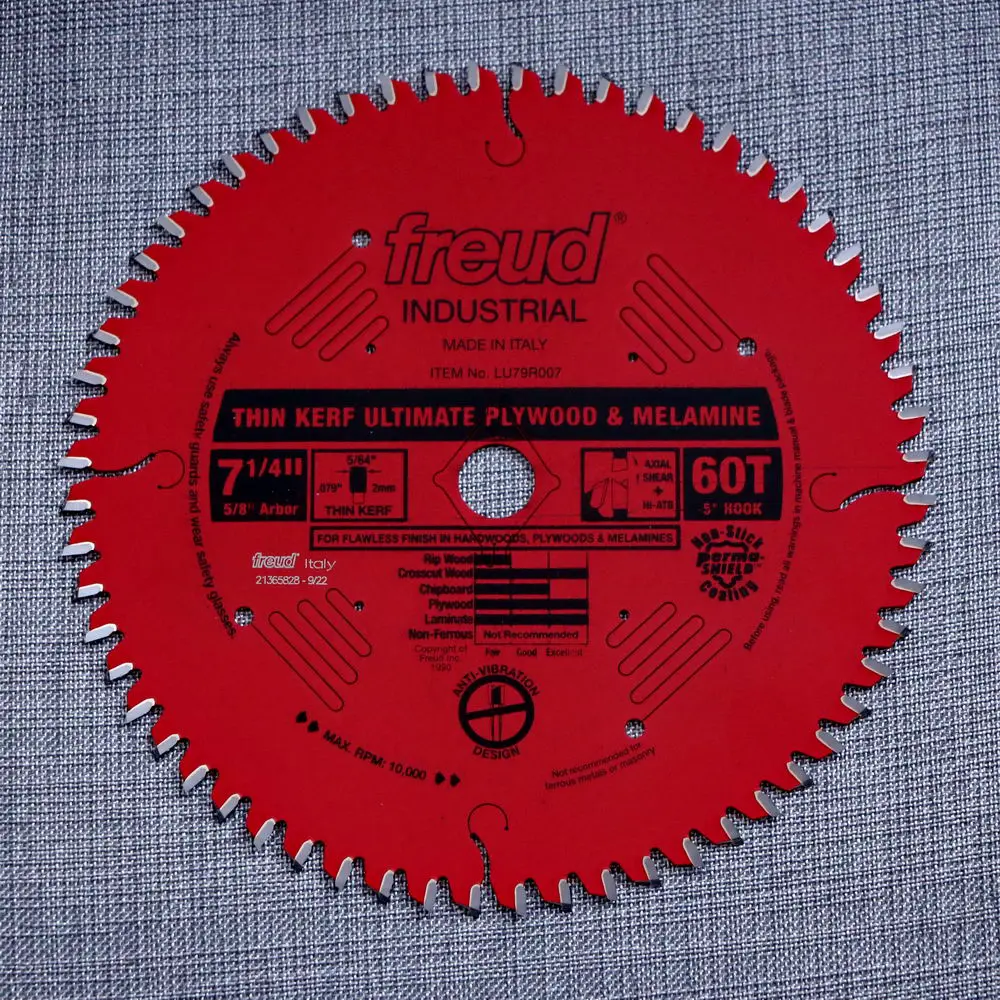 freud®
INDUSTRIAL
MADE IN ITALY
ITEM No. LU79R007
THIN KERF ULTIMATE PLYWOOD & MELAMINE
7 1/4"
5/8" Arbor
5/64"
.079" 2mm
THIN KERF
AXIAL
SHEAR
+
HI-ATB
60T
5° HOOK
FOR FLAWLESS FINISH IN HARDWOODS, PLYWOODS & MELAMINES
freud Italy
21365828 - 9/22
Rip Wood
Crosscut Wood
Chipboard
Plywood
Laminate
Non-Ferrous Not Recommended
Fair Good Excellent
Copyright of
Freud Inc.
1990
Non-Stick
perma-
SHIELD™
Coating
ANTI-VIBRATION
DESIGN
MAX. RPM: 10,000
Not recommended for
ferrous metals or masonry
Always use safety guards and wear safety glasses.
Before using, read all warnings in machine manual & blade package.